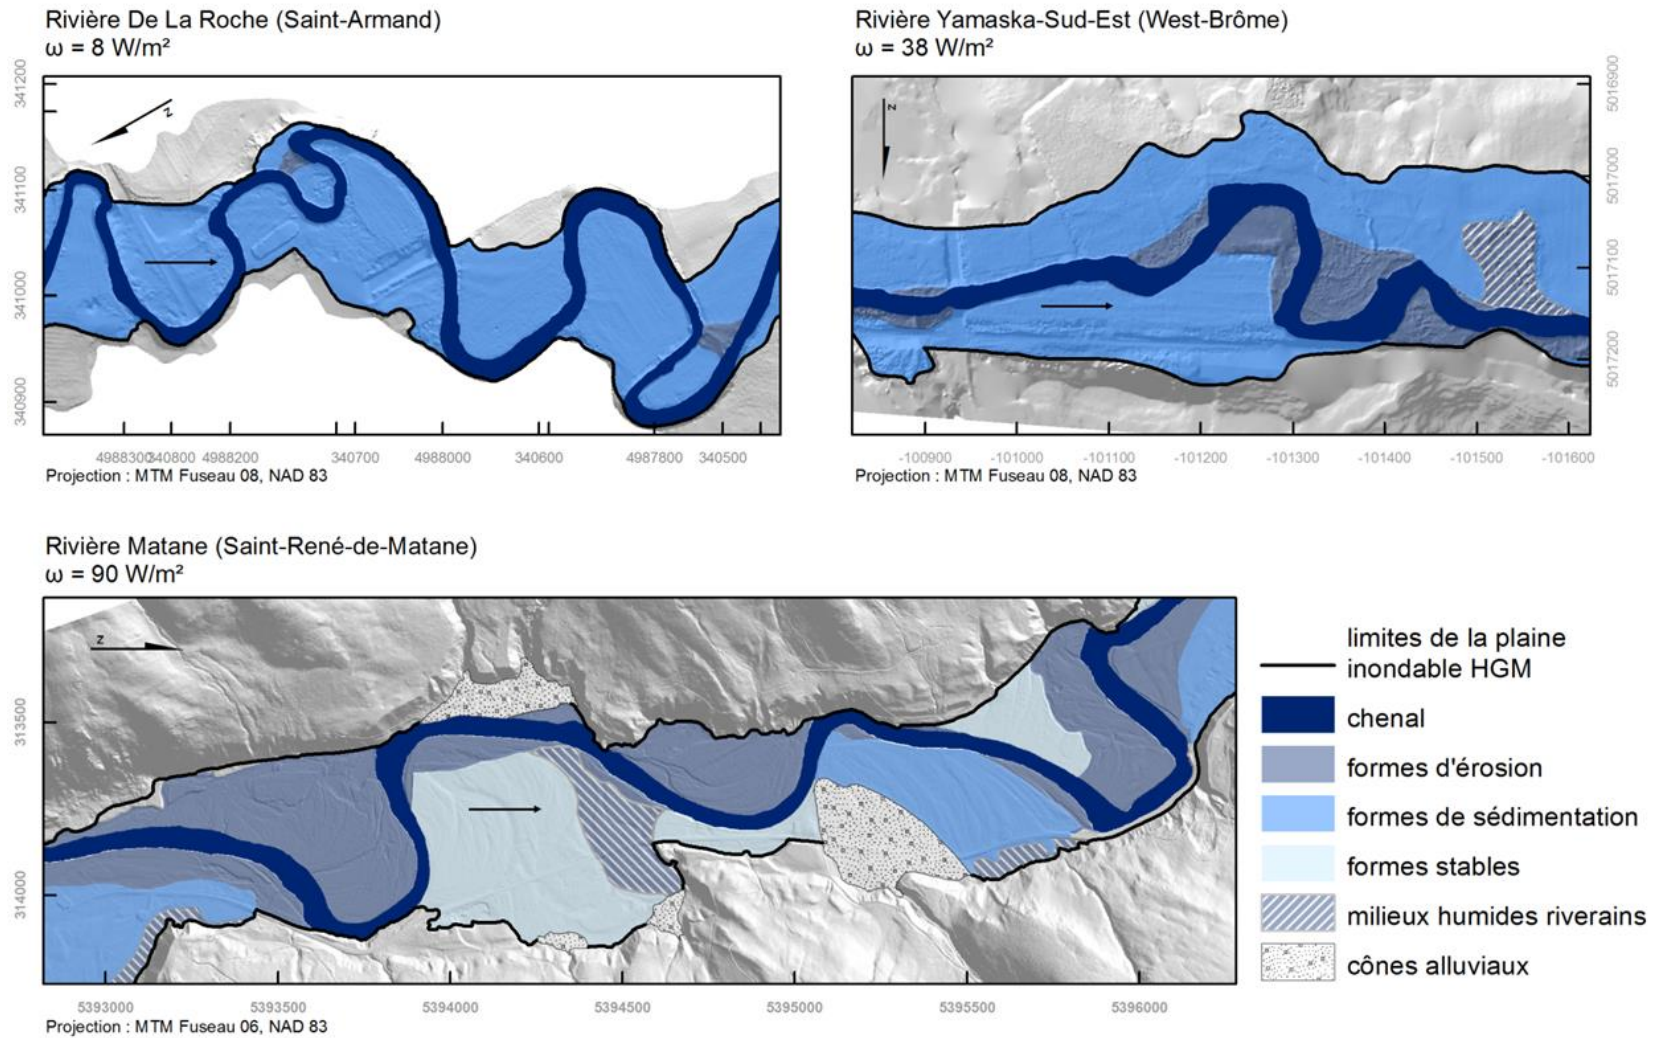 Rivière De La Roche (Saint-Armand)
ω = 8 W/m²
341200
341100
341000
340900
z
4988300 340800 4988200 340700 4988000 340600 4987800 340500
Projection : MTM Fuseau 08, NAD 83
Rivière Yamaska-Sud-Est (West-Brôme)
ω = 38 W/m²
z
5016900
5017000
5017100
5017200
-100900 -101000 -101100 -101200 -101300 -101400 -101500 -101600
Projection : MTM Fuseau 08, NAD 83
Rivière Matane (Saint-René-de-Matane)
ω = 90 W/m²
z
313500
314000
5393000 5393500 5394000 5394500 5395000 5395500 5396000
Projection : MTM Fuseau 06, NAD 83
limites de la plaine
inondable HGM
chenal
formes d'érosion
formes de sédimentation
formes stables
milieux humides riverains
cônes alluviaux